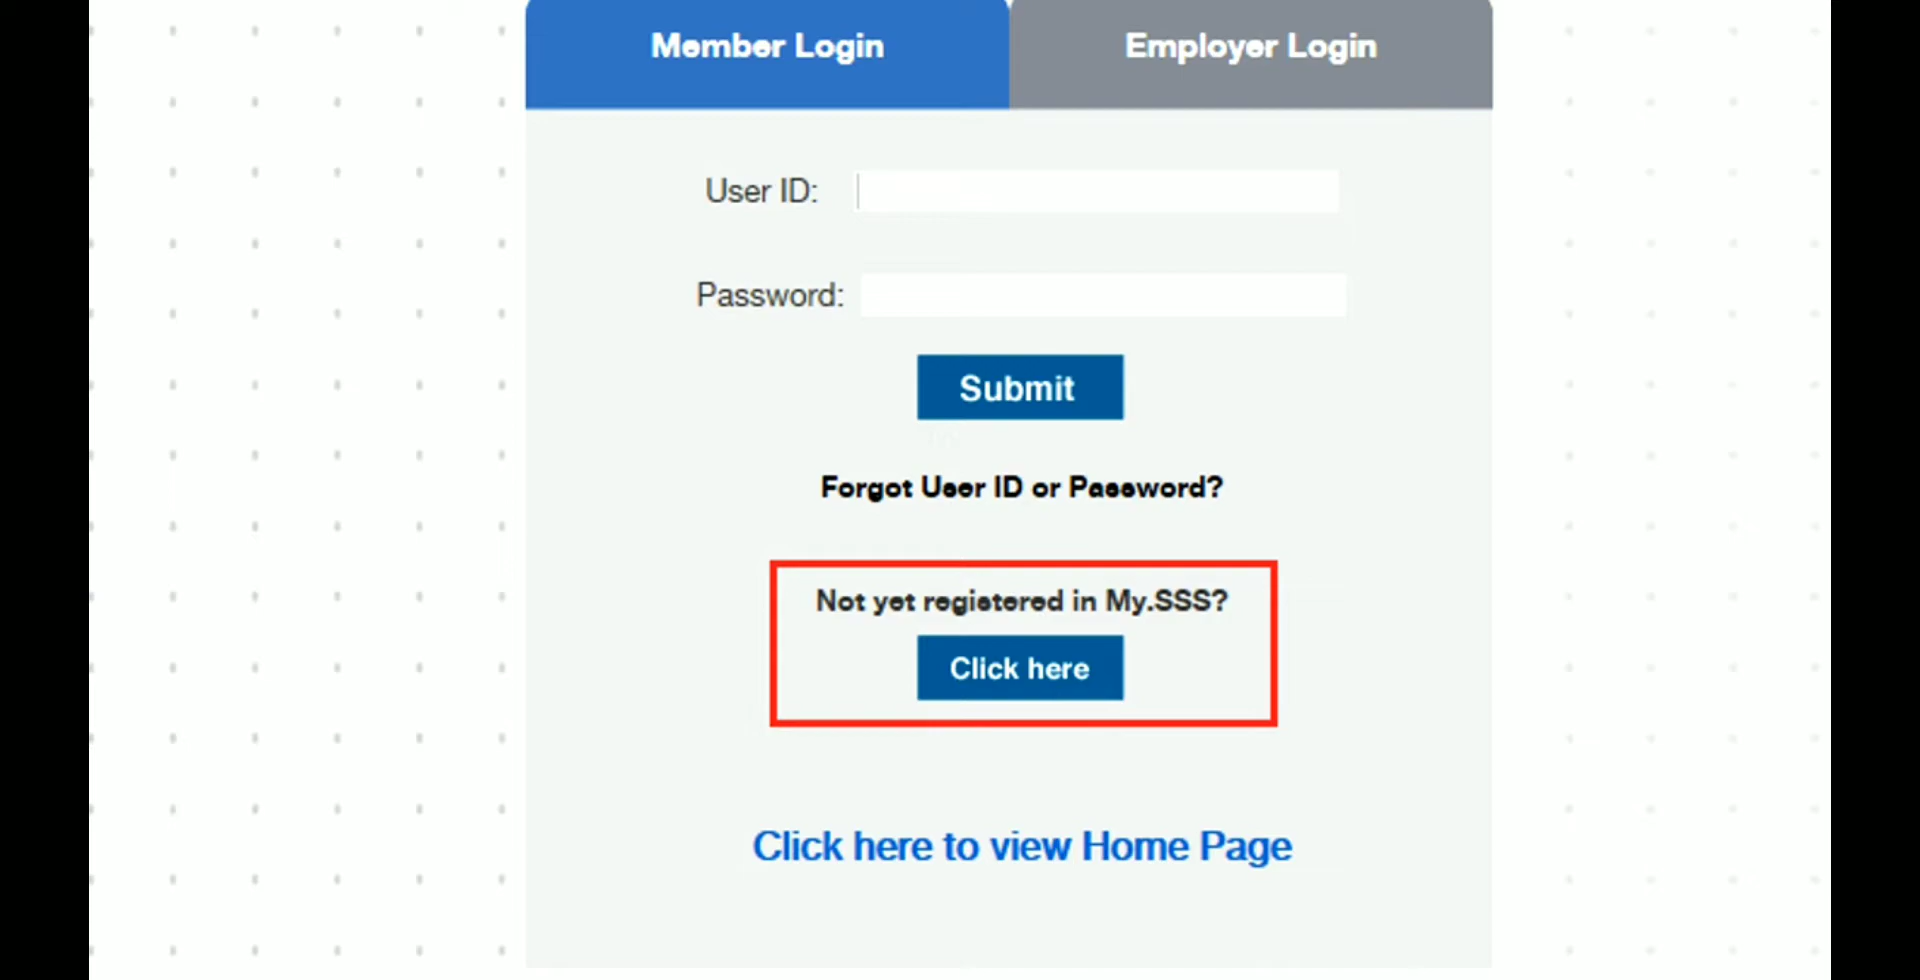 Member Login
Employer Login
User ID:
Password:
Submit
Forgot User ID or Password?
Not yet registered in My.SSS?
Click here
Click here to view Home Page